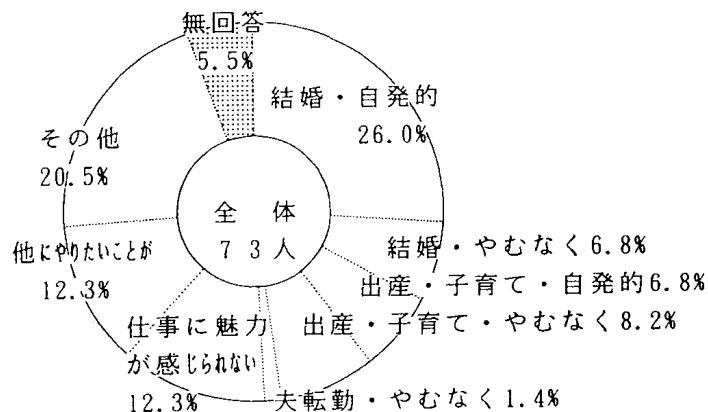 無回答
5.5%
結婚・自発的
26.0%
その他
20.5%
全 体
73人
他にやりたいことが
12.3%
結婚・やむなく6.8%
出産・子育て・自発的6.8%
出産・子育て・やむなく8.2%
仕事に魅力
が感じられない
12.3%
夫転勤・やむなく1.4%